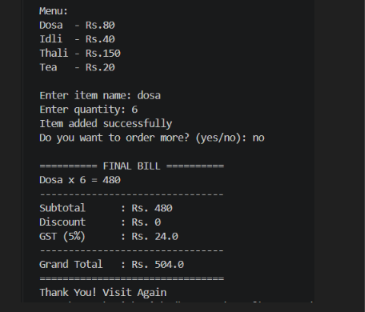 Menu:
Dosa  - Rs.80
Idli  - Rs.40
Thali - Rs.150
Tea   - Rs.20
Enter item name: dosa
Enter quantity: 6
Item added successfully
Do you want to order more? (yes/no): no
========== FINAL BILL ==========
Dosa x 6 = 480
--------------------------------
Subtotal      : Rs. 480
Discount      : Rs. 0
GST (5%)      : Rs. 24.0
--------------------------------
Grand Total   : Rs. 504.0
================================
Thank You! Visit Again